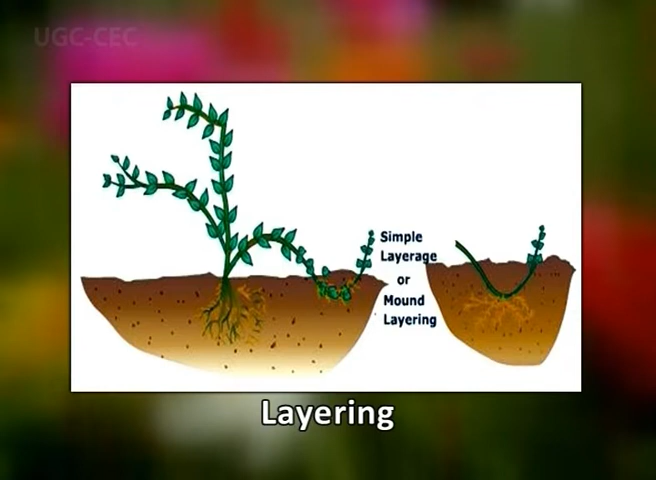 UGC-CEC
Simple
Layerage
or
Mound
Layering
Layering